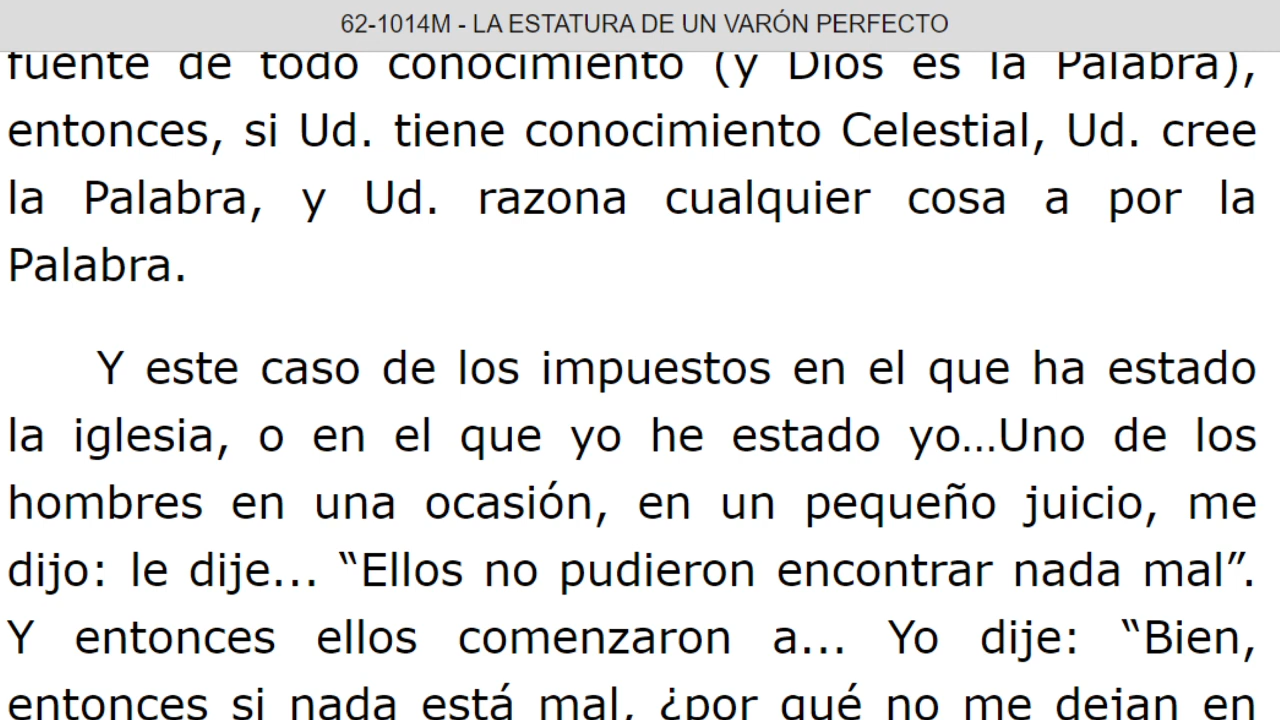 62-1014M - LA ESTATURA DE UN VARÓN PERFECTO
fuente de todo conocimiento (y Dios es la Palabra),
entonces, si Ud. tiene conocimiento Celestial, Ud. cree
la Palabra, y Ud. razona cualquier cosa a por la
Palabra.
Y este caso de los impuestos en el que ha estado
la iglesia, o en el que yo he estado yo...Uno de los
hombres en una ocasión, en un pequeño juicio, me
dijo: le dije... “Ellos no pudieron encontrar nada mal”.
Y entonces ellos comenzaron a... Yo dije: “Bien,
entonces si nada está mal, ¿por qué no me dejan en